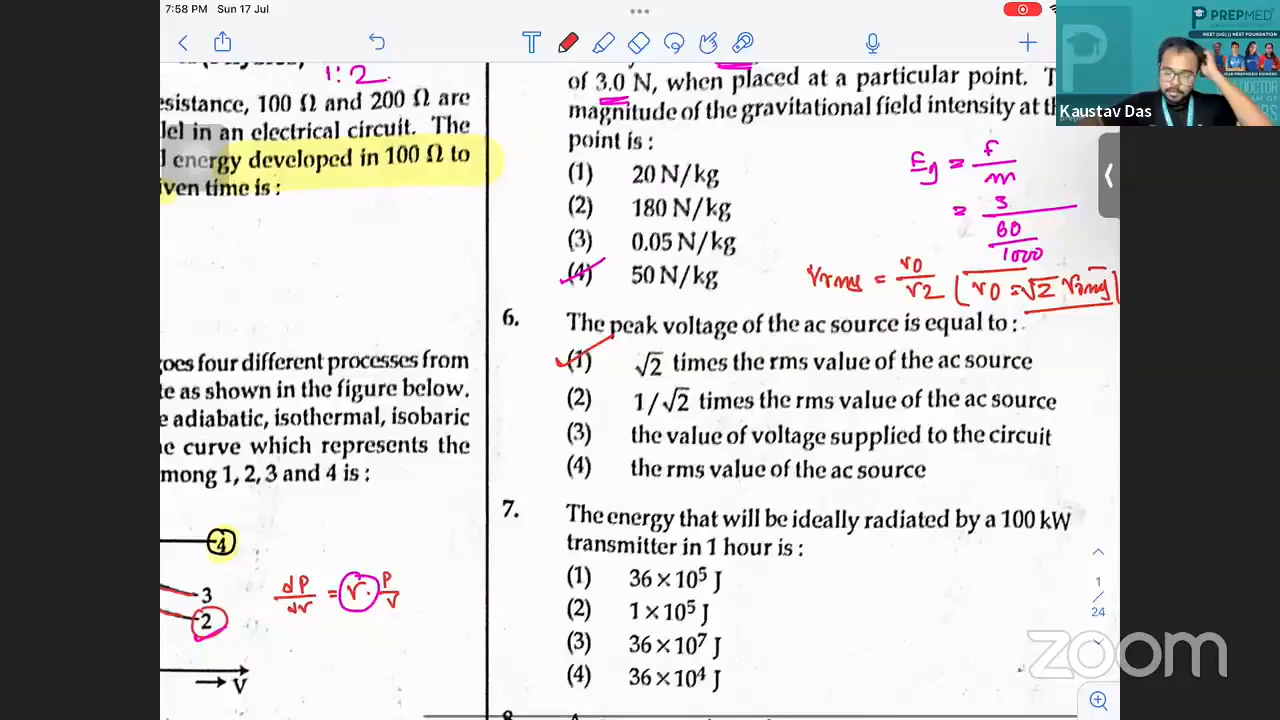 7:58 PM Sun 17 Jul
PREPMED
NEET (UG) | NEET FOUNDATION
Kaustav Das
1:2
esistance, 100 Ω and 200 Ω are
lel in an electrical circuit. The
l energy developed in 100 Ω to
iven time is :
goes four different processes from
te as shown in the figure below.
e adiabatic, isothermal, isobaric
e curve which represents the
mong 1, 2, 3 and 4 is :
4
3
2
V
dP/dv = r · P/v
of 3.0 N, when placed at a particular point. T
magnitude of the gravitational field intensity at th
point is :
(1) 20 N/kg
(2) 180 N/kg
(3) 0.05 N/kg
(4) 50 N/kg
Eg = F/m
= 3
60
1000
Vrms = V0/√2 [V0 = √2 Vrms]
6. The peak voltage of the ac source is equal to :
(1) √2 times the rms value of the ac source
(2) 1/√2 times the rms value of the ac source
(3) the value of voltage supplied to the circuit
(4) the rms value of the ac source
7. The energy that will be ideally radiated by a 100 kW
transmitter in 1 hour is :
(1) 36 × 10⁵ J
(2) 1 × 10⁵ J
(3) 36 × 10⁷ J
(4) 36 × 10⁴ J
1
/
24
zoom